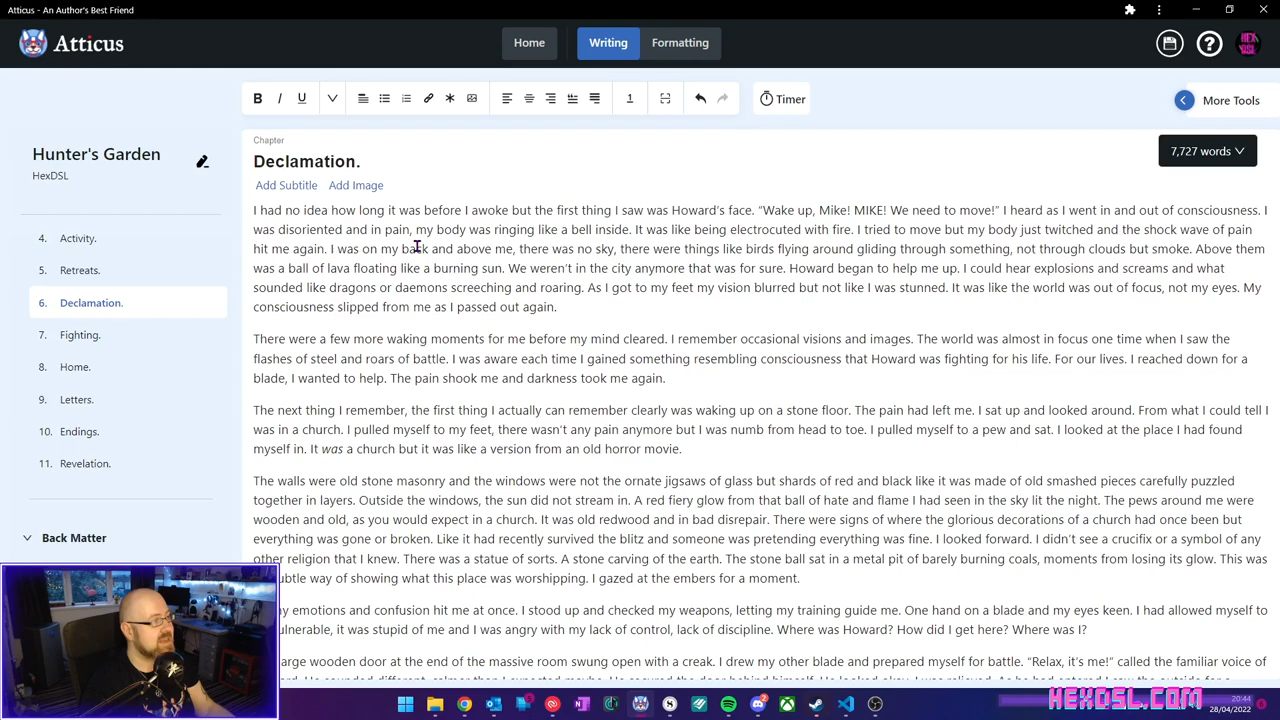 Atticus - An Author's Best Friend
Atticus
Home
Writing
Formatting
HEX
DSL
B I U
1
Timer
More Tools
Hunter's Garden
HexDSL
4. Activity.
5. Retreats.
6. Declamation.
7. Fighting.
8. Home.
9. Letters.
10. Endings.
11. Revelation.
Back Matter
Chapter
Declamation.
7,727 words
Add Subtitle Add Image
I had no idea how long it was before I awoke but the first thing I saw was Howard's face. “Wake up, Mike! MIKE! We need to move!” I heard as I went in and out of consciousness. I
was disoriented and in pain, my body was ringing like a bell inside. It was like being electrocuted with fire. I tried to move but my body just twitched and the shock wave of pain
hit me again. I was on my back and above me, there was no sky, there were things like birds flying around gliding through something, not through clouds but smoke. Above them
was a ball of lava floating like a burning sun. We weren't in the city anymore that was for sure. Howard began to help me up. I could hear explosions and screams and what
sounded like dragons or daemons screeching and roaring. As I got to my feet my vision blurred but not like I was stunned. It was like the world was out of focus, not my eyes. My
consciousness slipped from me as I passed out again.
There were a few more waking moments for me before my mind cleared. I remember occasional visions and images. The world was almost in focus one time when I saw the
flashes of steel and roars of battle. I was aware each time I gained something resembling consciousness that Howard was fighting for his life. For our lives. I reached down for a
blade, I wanted to help. The pain shook me and darkness took me again.
The next thing I remember, the first thing I actually can remember clearly was waking up on a stone floor. The pain had left me. I sat up and looked around. From what I could tell I
was in a church. I pulled myself to my feet, there wasn't any pain anymore but I was numb from head to toe. I pulled myself to a pew and sat. I looked at the place I had found
myself in. It was a church but it was like a version from an old horror movie.
The walls were old stone masonry and the windows were not the ornate jigsaws of glass but shards of red and black like it was made of old smashed pieces carefully puzzled
together in layers. Outside the windows, the sun did not stream in. A red fiery glow from that ball of hate and flame I had seen in the sky lit the night. The pews around me were
wooden and old, as you would expect in a church. It was old redwood and in bad disrepair. There were signs of where the glorious decorations of a church had once been but
everything was gone or broken. Like it had recently survived the blitz and someone was pretending everything was fine. I looked forward. I didn't see a crucifix or a symbol of any
other religion that I knew. There was a statue of sorts. A stone carving of the earth. The stone ball sat in a metal pit of barely burning coals, moments from losing its glow. This was
subtle way of showing what this place was worshipping. I gazed at the embers for a moment.
emotions and confusion hit me at once. I stood up and checked my weapons, letting my training guide me. One hand on a blade and my eyes keen. I had allowed myself to
vulnerable, it was stupid of me and I was angry with my lack of control, lack of discipline. Where was Howard? How did I get here? Where was I?
large wooden door at the end of the massive room swung open with a creak. I drew my other blade and prepared myself for battle. “Relax, it's me!” called the familiar voice of
HEXDSL.COM
20:44
28/04/2022